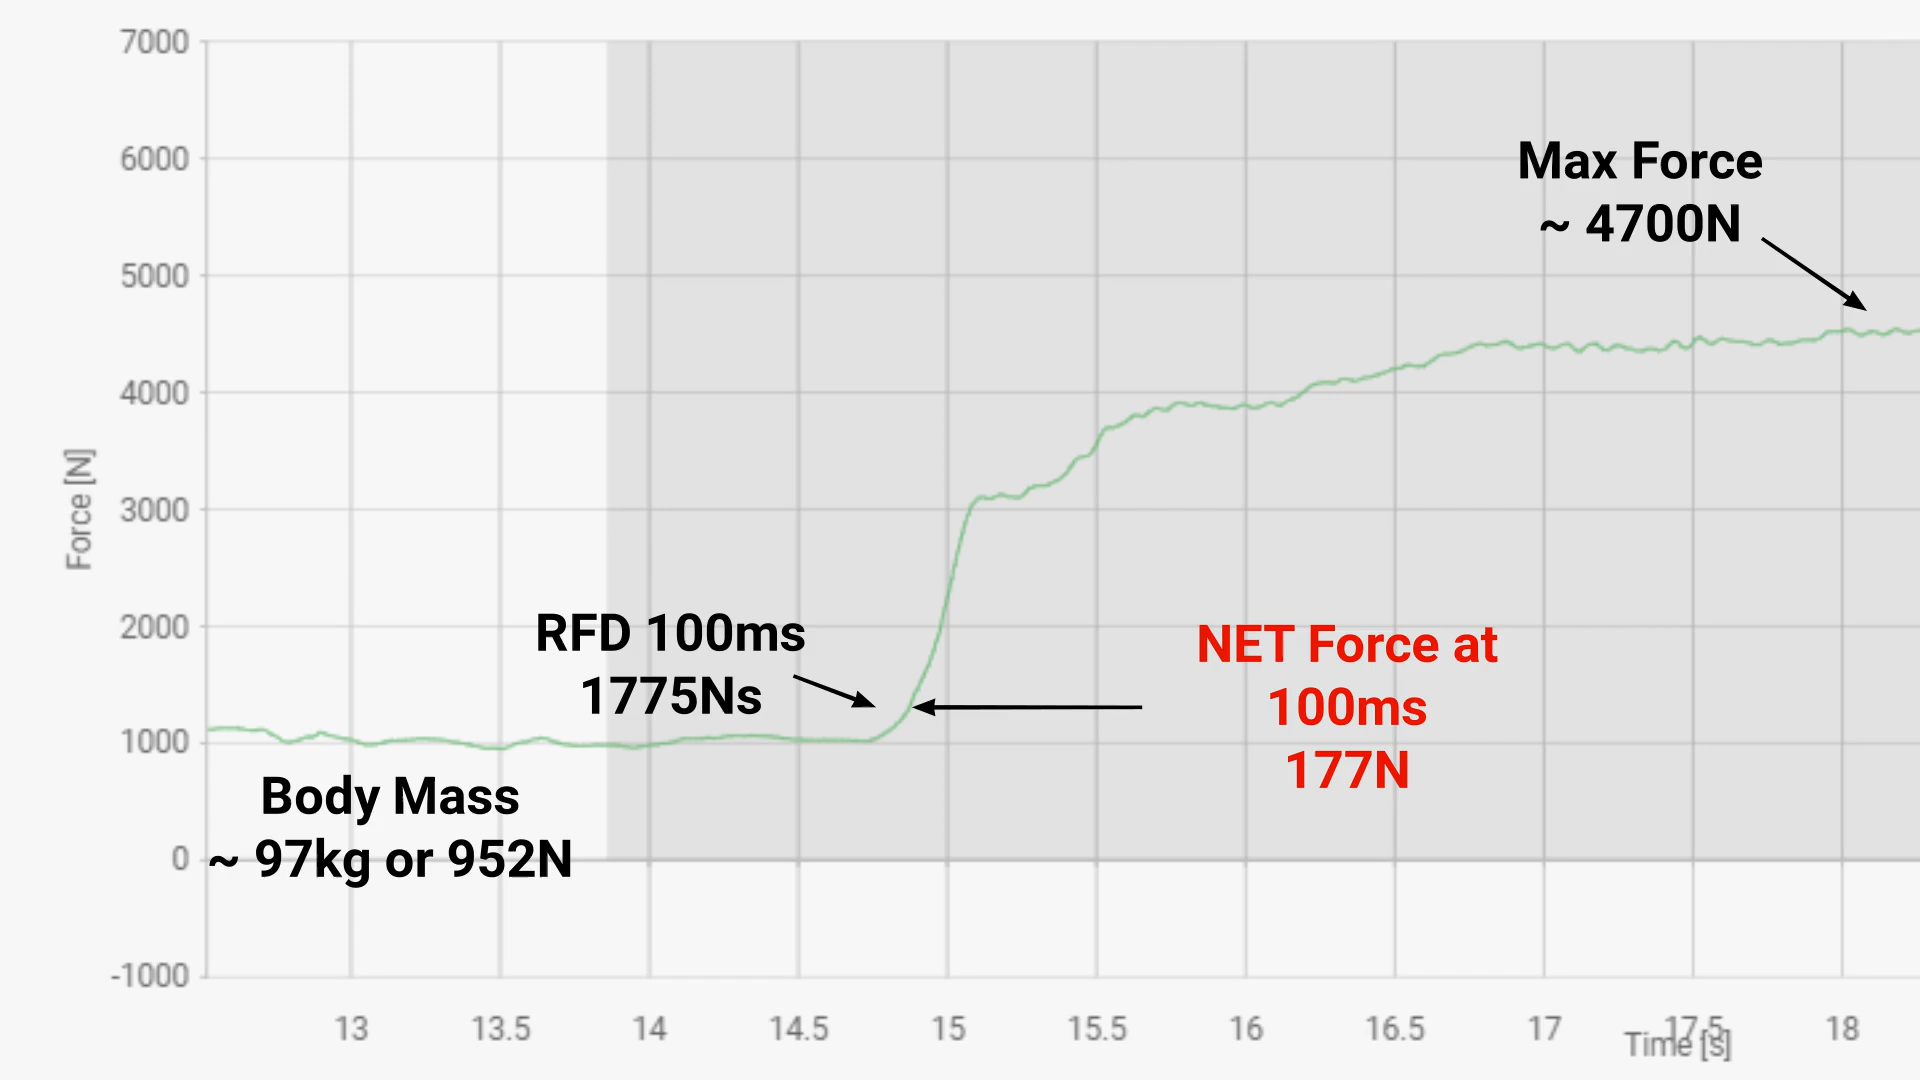 7000
6000
5000
4000
3000
2000
1000
0
-1000
Force [N]
Max Force
~ 4700N
RFD 100ms
1775Ns
NET Force at
100ms
177N
Body Mass
~ 97kg or 952N
13
13.5
14
14.5
15
15.5
16
16.5
17
17.5
18
Time [s]